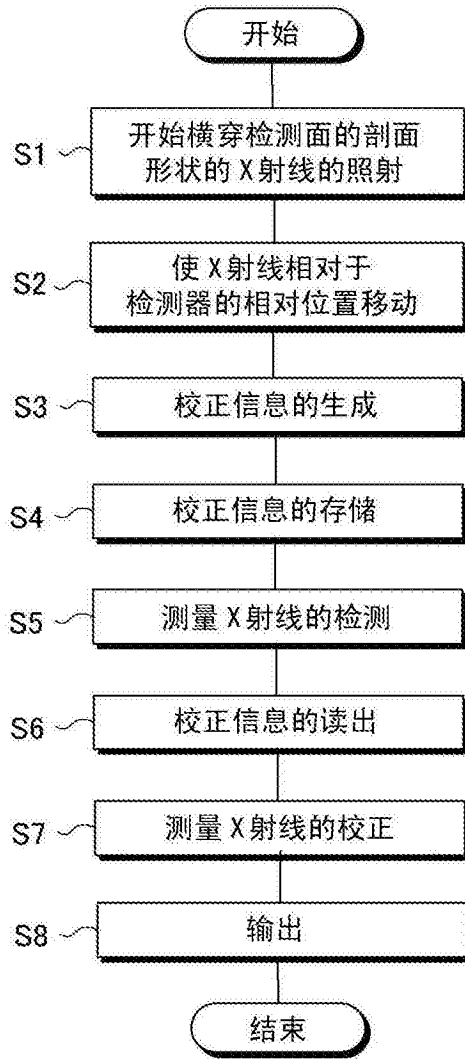 开始
S1
开始横穿检测面的剖面
形状的X射线的照射
S2
使X射线相对于
检测器的相对位置移动
S3
校正信息的生成
S4
校正信息的存储
S5
测量X射线的检测
S6
校正信息的读出
S7
测量X射线的校正
S8
输出
结束